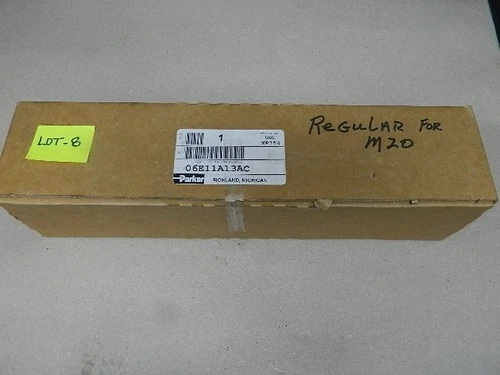 LOT-8
1
06E11A13AC
Parker
RICHLAND, MICHIGAN
REGULAR FOR
M20